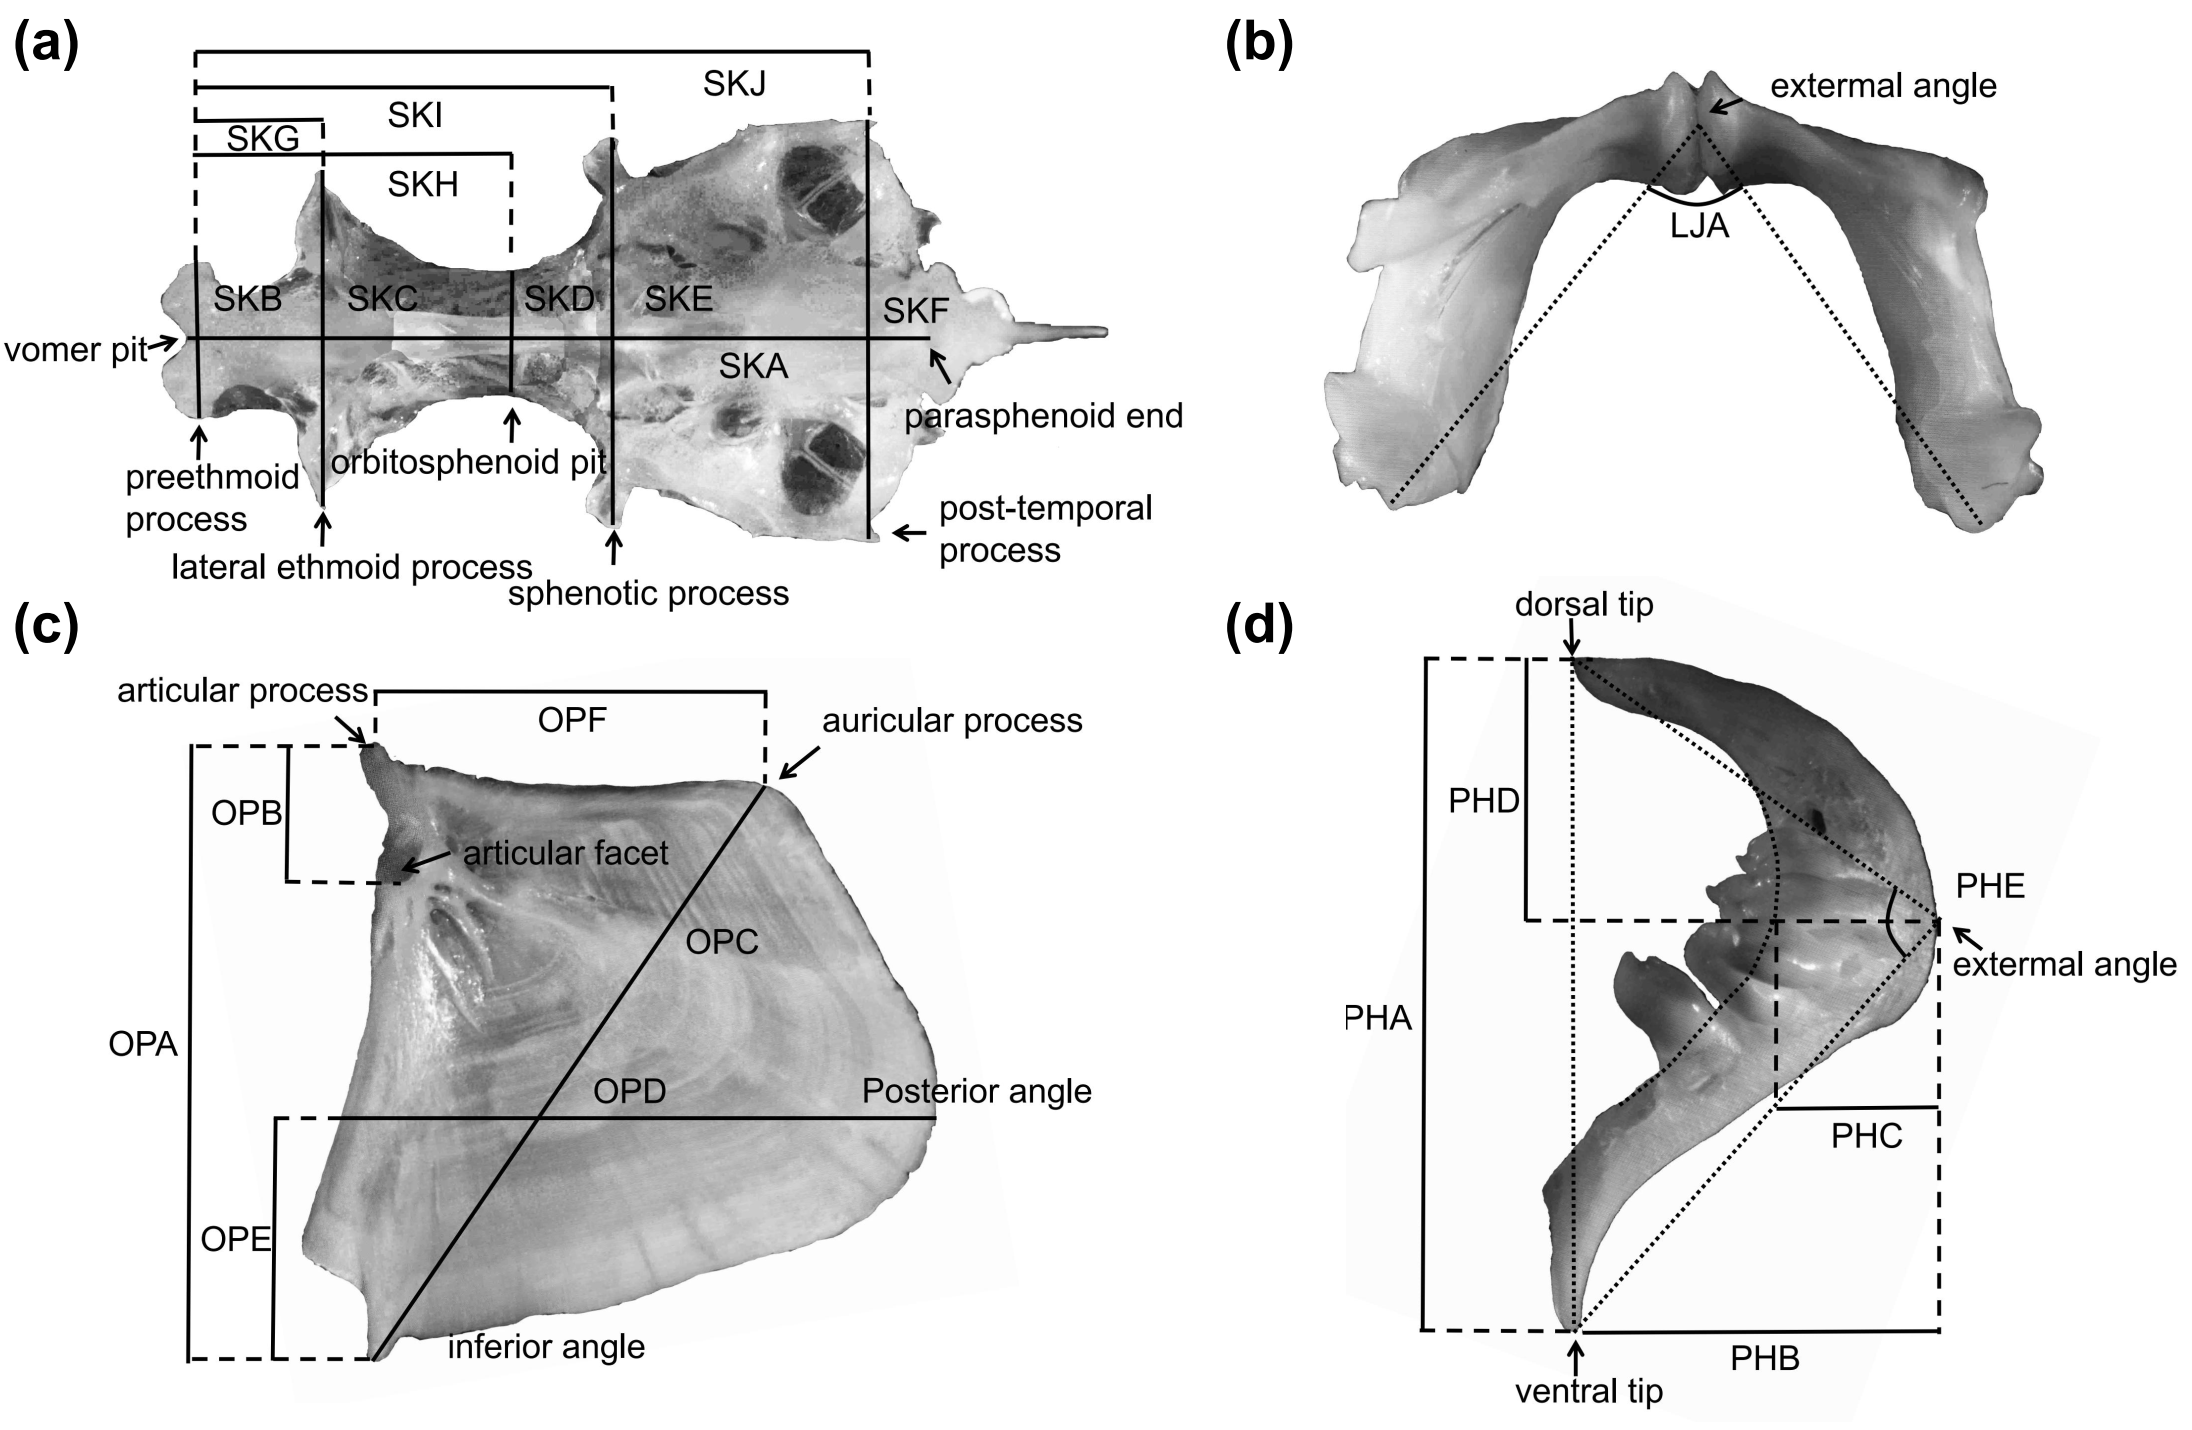 (a)
SKJ
SKI
SKG
SKH
SKB
SKC
SKD
SKE
SKF
SKA
vomer pit
parasphenoid end
preethmoid
process
orbitosphenoid pit
lateral ethmoid process
sphenotic process
post-temporal
process
(b)
extermal angle
LJA
(c)
articular process
OPF
auricular process
OPB
articular facet
OPC
OPA
OPD
Posterior angle
OPE
inferior angle
(d)
dorsal tip
PHD
PHE
extermal angle
PHA
PHC
PHB
ventral tip